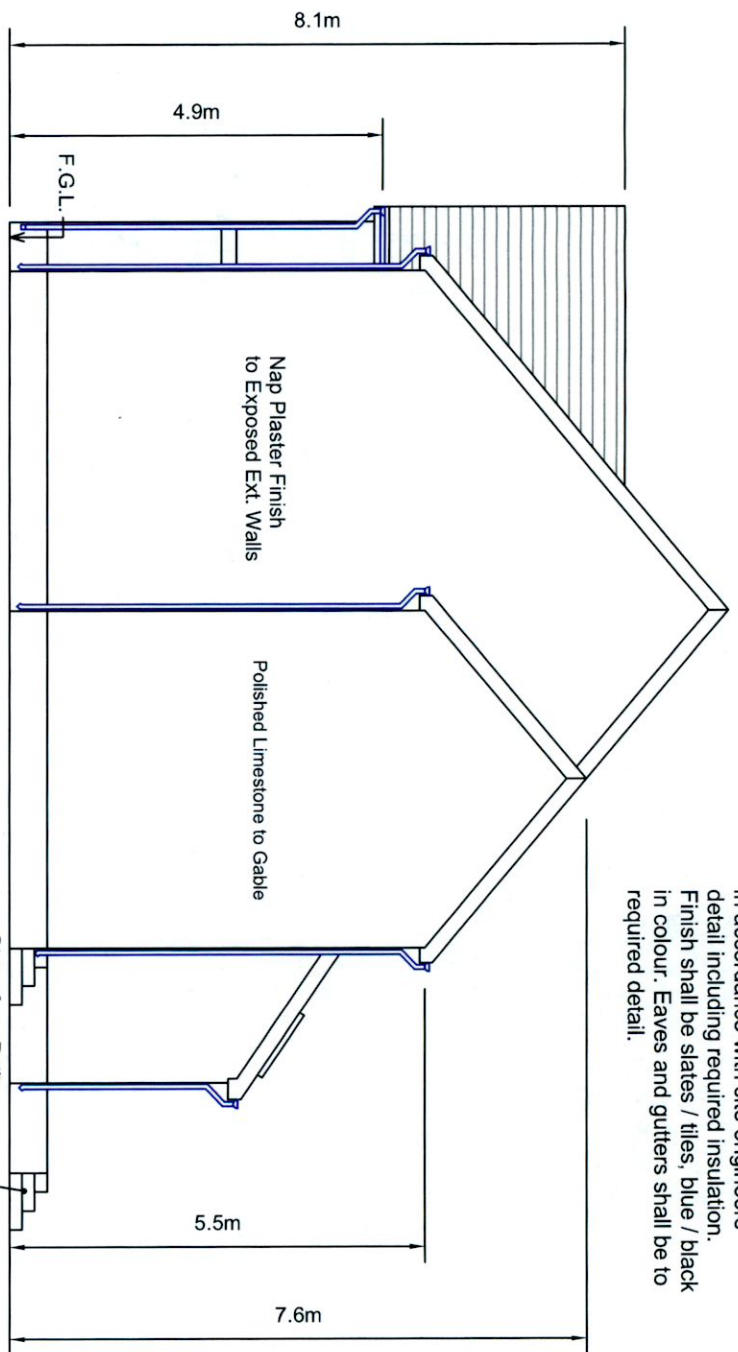 8.1m
4.9m
F.G.L.
Nap Plaster Finish
to Exposed Ext. Walls
Polished Limestone to Gable
detail including required insulation.
Finish shall be slates / tiles, blue / black
in colour. Eaves and gutters shall be to
required detail.
5.5m
7.6m